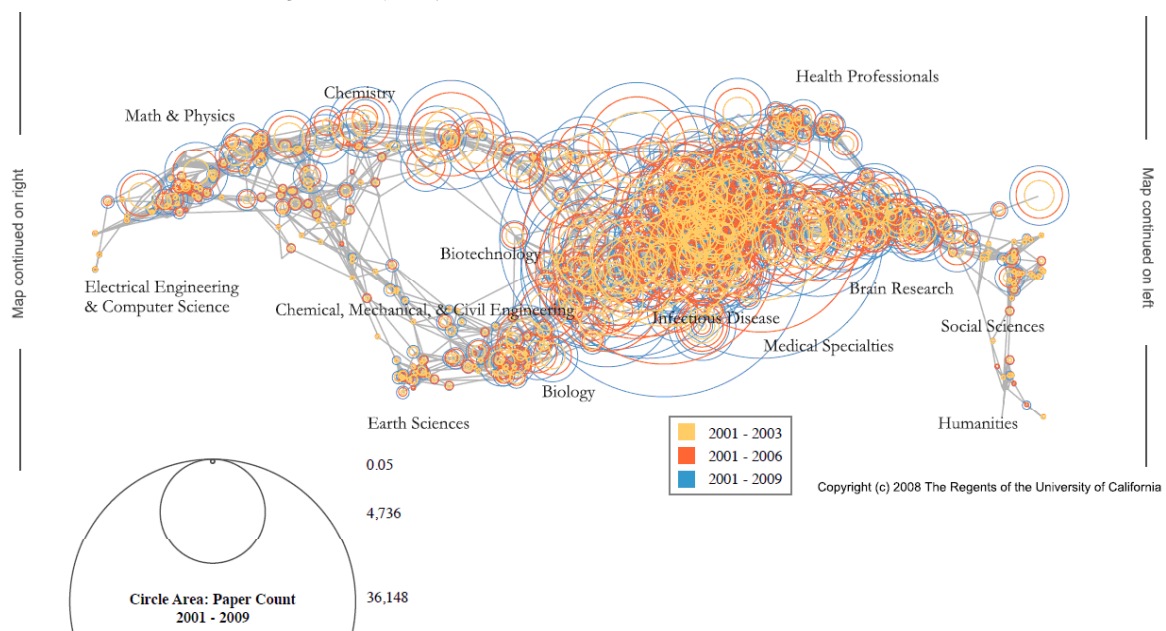 Health Professionals
Chemistry
Math & Physics
Map continued on right
Map continued on left
Biotechnology
Electrical Engineering
& Computer Science
Chemical, Mechanical, & Civil Engineering
Brain Research
Infectious Disease
Social Sciences
Medical Specialties
Biology
Earth Sciences
Humanities
2001 - 2003
2001 - 2006
2001 - 2009
Copyright (c) 2008 The Regents of the University of California
0.05
4,736
36,148
Circle Area: Paper Count
2001 - 2009